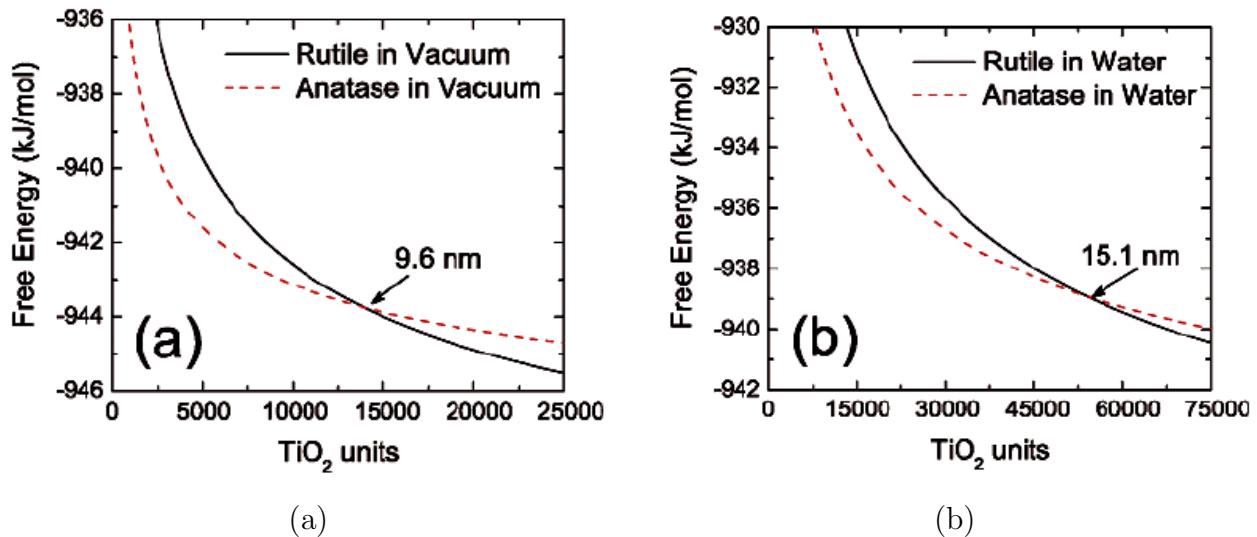 -936
-938
-940
-942
-944
-946
Free Energy (kJ/mol)
Rutile in Vacuum
Anatase in Vacuum
9.6 nm
(a)
0 5000 10000 15000 20000 25000
TiO₂ units
(a)
-930
-932
-934
-936
-938
-940
-942
Free Energy (kJ/mol)
Rutile in Water
Anatase in Water
15.1 nm
(b)
0 15000 30000 45000 60000 75000
TiO₂ units
(b)